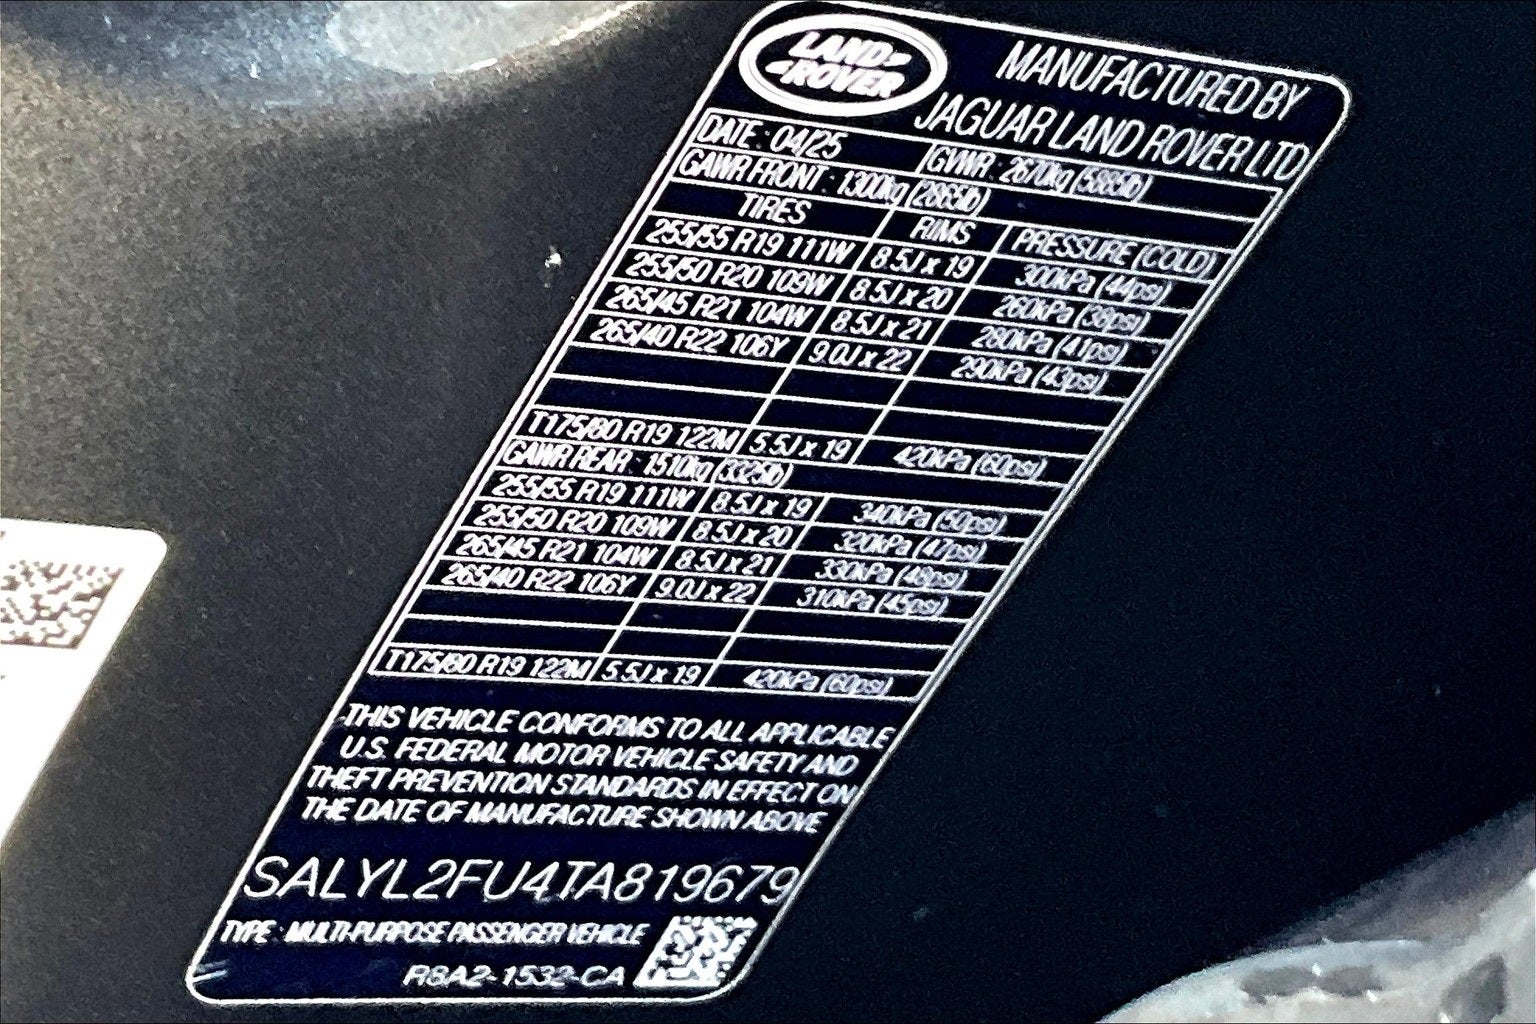 LAND ROVER
MANUFACTURED BY
JAGUAR LAND ROVER LTD
DATE : 04/25 GVWR : 2670kg (5885lb)
GAWR FRONT : 1300kg (2865lb)
TIRES RIMS PRESSURE (COLD)
255/55 R19 111W 8.5J x 19 300kPa (44psi)
255/50 R20 109W 8.5J x 20 260kPa (38psi)
265/45 R21 104W 8.5J x 21 280kPa (41psi)
265/40 R22 106Y 9.0J x 22 290kPa (43psi)
T175/80 R19 122M 5.5J x 19 420kPa (60psi)
GAWR REAR : 1510kg (3325lb)
255/55 R19 111W 8.5J x 19 340kPa (50psi)
255/50 R20 109W 8.5J x 20 320kPa (47psi)
265/45 R21 104W 8.5J x 21 330kPa (48psi)
265/40 R22 106Y 9.0J x 22 310kPa (45psi)
T175/80 R19 122M 5.5J x 19 420kPa (60psi)
THIS VEHICLE CONFORMS TO ALL APPLICABLE
U.S. FEDERAL MOTOR VEHICLE SAFETY AND
THEFT PREVENTION STANDARDS IN EFFECT ON
THE DATE OF MANUFACTURE SHOWN ABOVE
SALYL2FU4TA819679
TYPE : MULTI-PURPOSE PASSENGER VEHICLE
R8A2-1532-CA